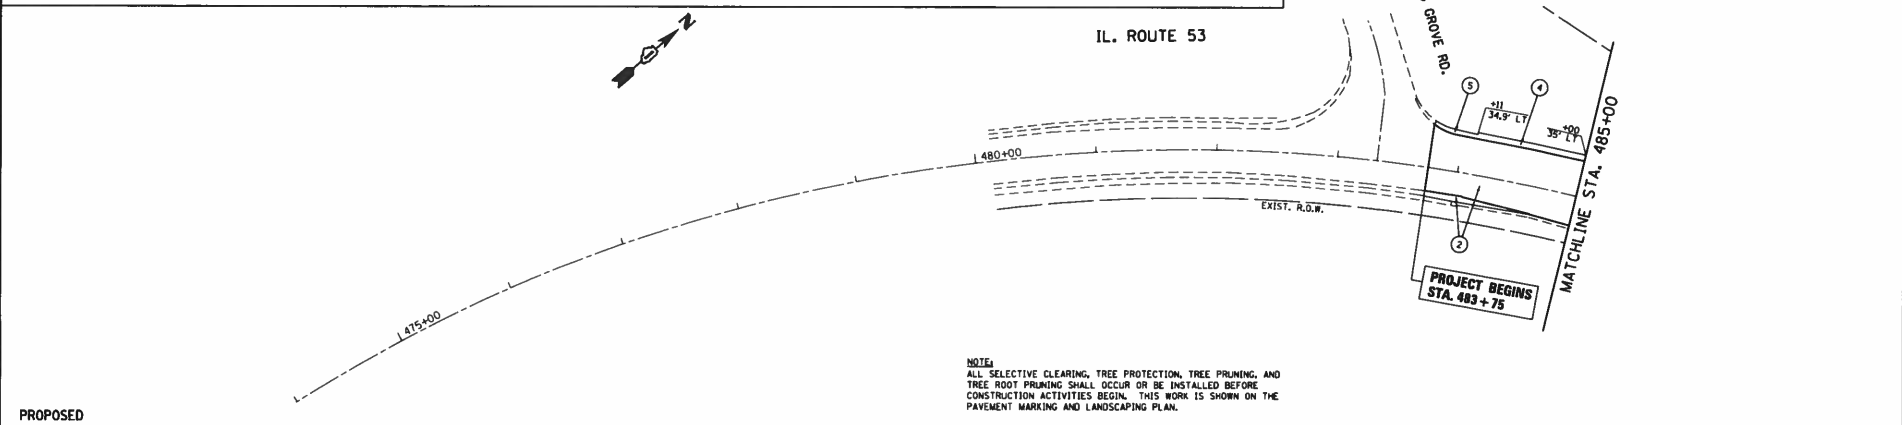 N
IL. ROUTE 53
GROVE RD.
5
4
+11
34.9' LT
+00
35' LT
MATCHLINE STA. 485+00
480+00
EXIST. R.O.W.
2
PROJECT BEGINS
STA. 483+75
475+00
NOTE:
ALL SELECTIVE CLEARING, TREE PROTECTION, TREE PRUNING, AND
TREE ROOT PRUNING SHALL OCCUR OR BE INSTALLED BEFORE
CONSTRUCTION ACTIVITIES BEGIN. THIS WORK IS SHOWN ON THE
PAVEMENT MARKING AND LANDSCAPING PLAN.
PROPOSED